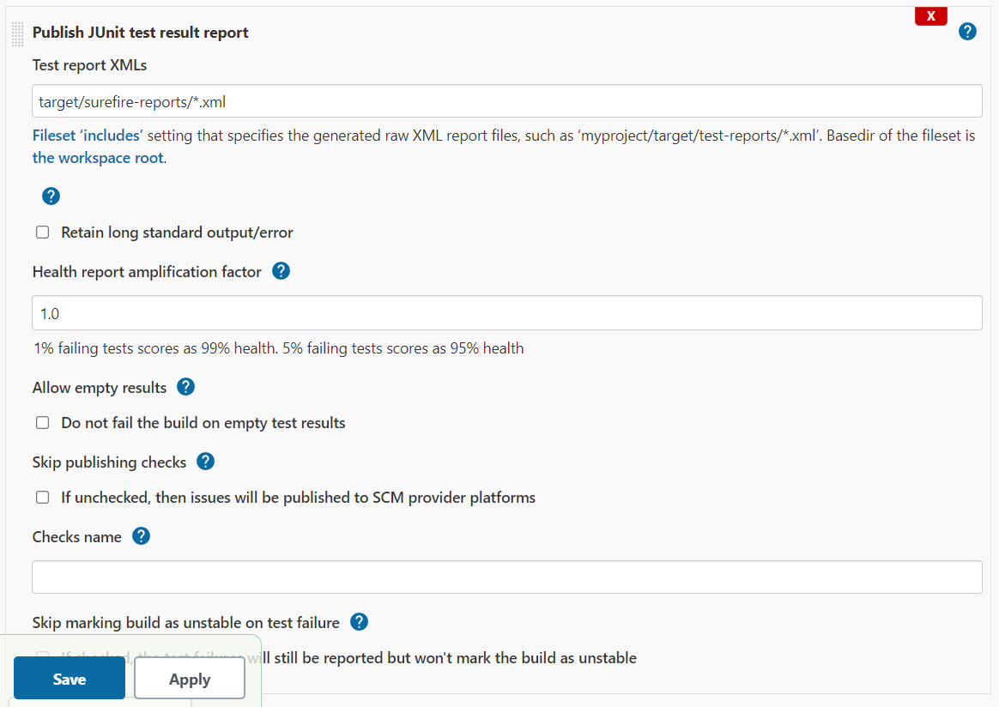 X
Publish JUnit test result report
?
Test report XMLs
target/surefire-reports/*.xml
Fileset ‘includes’ setting that specifies the generated raw XML report files, such as ‘myproject/target/test-reports/*.xml’. Basedir of the fileset is
the workspace root.
?
Retain long standard output/error
Health report amplification factor ?
1.0
1% failing tests scores as 99% health. 5% failing tests scores as 95% health
Allow empty results ?
Do not fail the build on empty test results
Skip publishing checks ?
If unchecked, then issues will be published to SCM provider platforms
Checks name ?
Skip marking build as unstable on test failure ?
If checked, the test failures will still be reported but won't mark the build as unstable
Save Apply